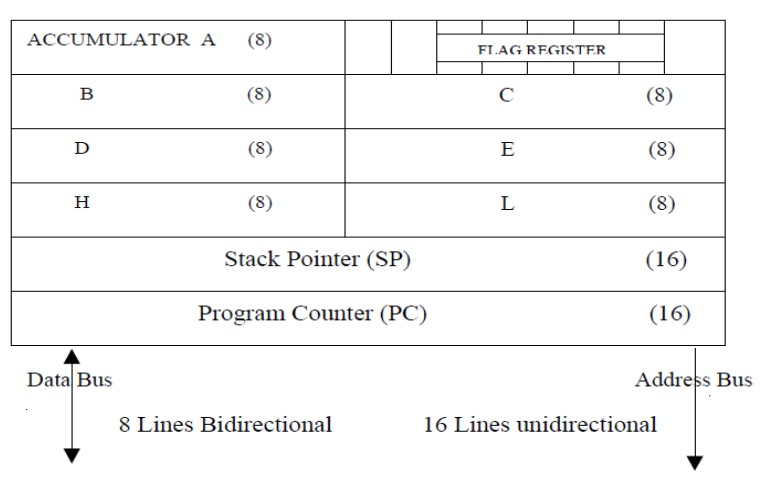 ACCUMULATOR A (8) FLAG REGISTER
B (8) C (8)
D (8) E (8)
H (8) L (8)
Stack Pointer (SP) (16)
Program Counter (PC) (16)
Data Bus Address Bus
8 Lines Bidirectional 16 Lines unidirectional